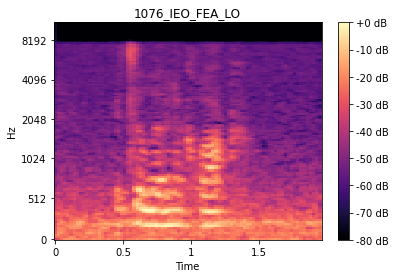 1076_IEO_FEA_LO
8192
4096
2048
1024
512
0
Hz
0
0.5
1
1.5
Time
+0 dB
-10 dB
-20 dB
-30 dB
-40 dB
-50 dB
-60 dB
-70 dB
-80 dB